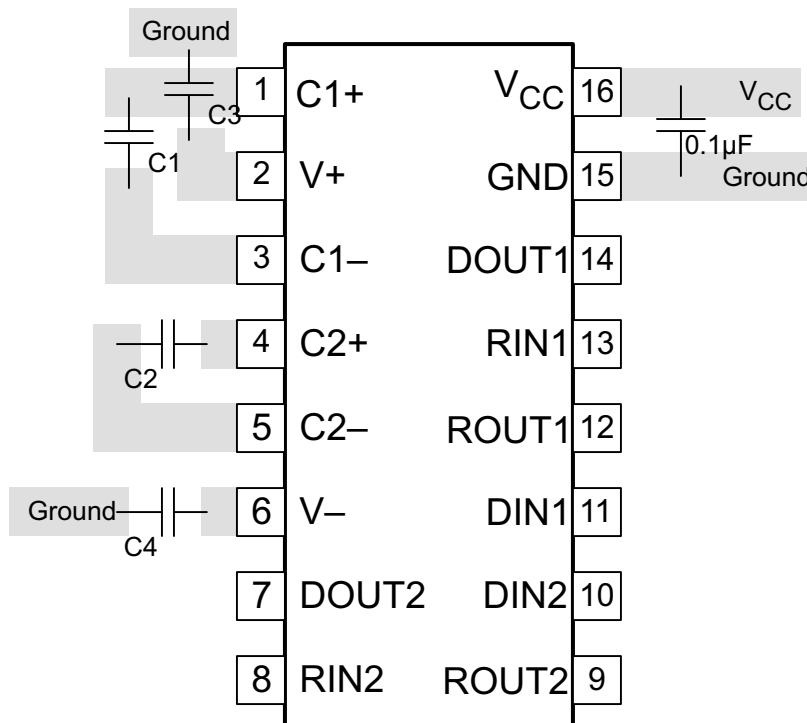 Ground
1 C1+ VCC 16 VCC
C3
C1
0.1µF
2 V+ GND 15 Ground
3 C1– DOUT1 14
4 C2+ RIN1 13
C2
5 C2– ROUT1 12
Ground 6 V– DIN1 11
C4
7 DOUT2 DIN2 10
8 RIN2 ROUT2 9